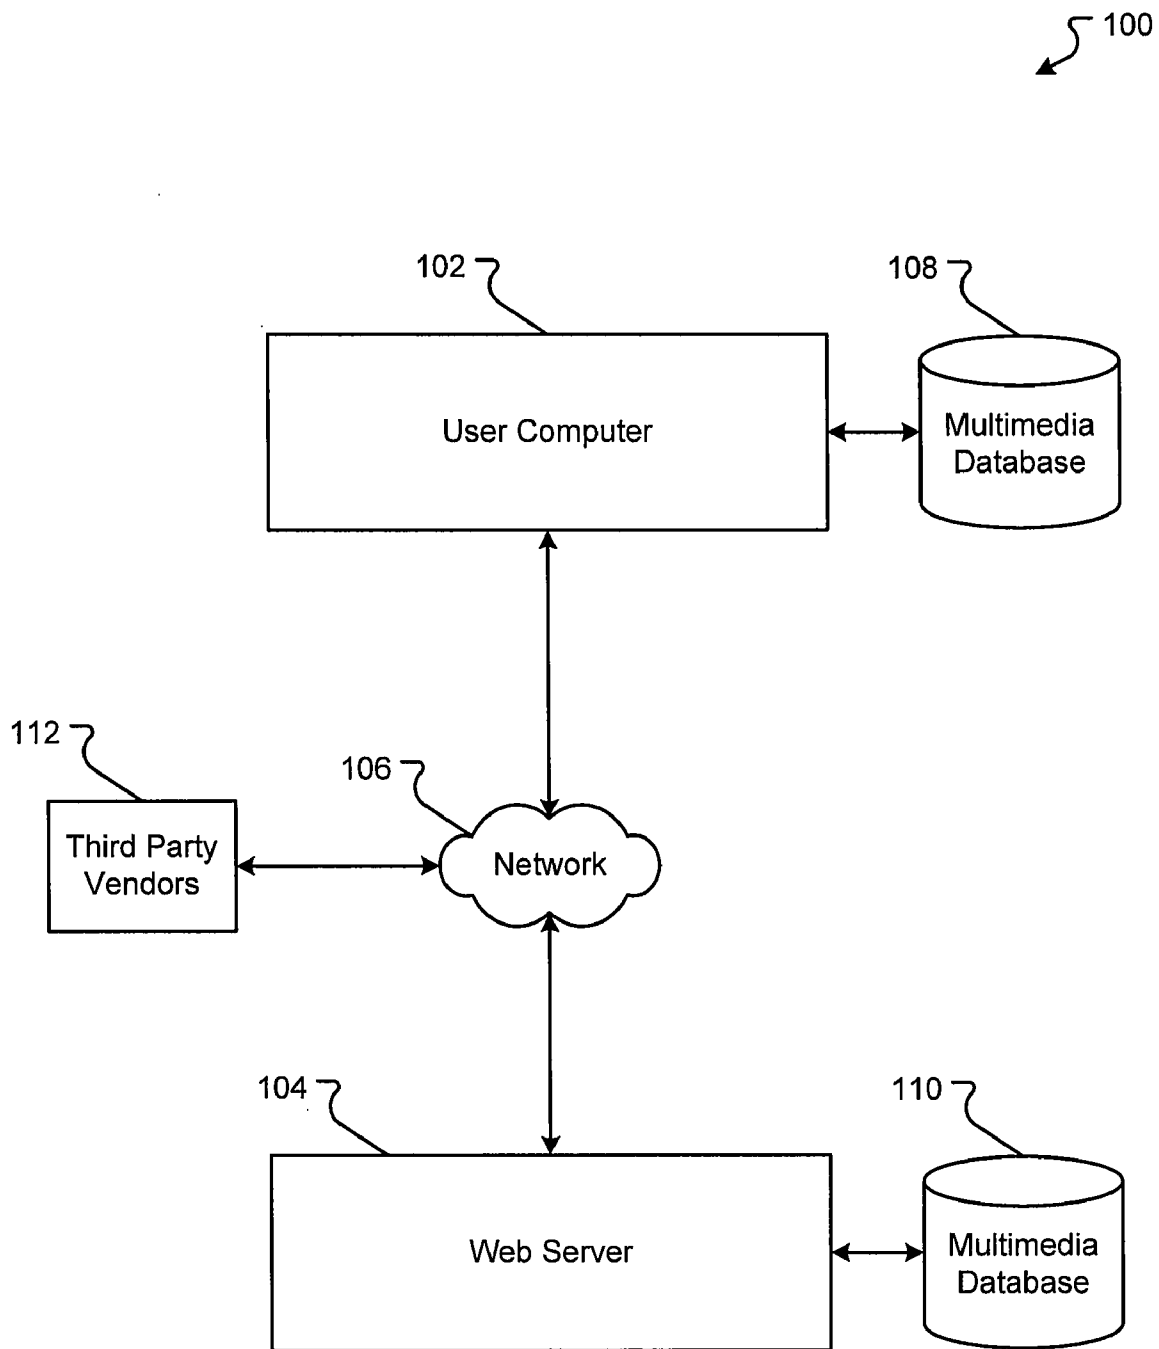 100
102
108
User Computer
Multimedia
Database
112
106
Third Party
Vendors
Network
104
110
Web Server
Multimedia
Database